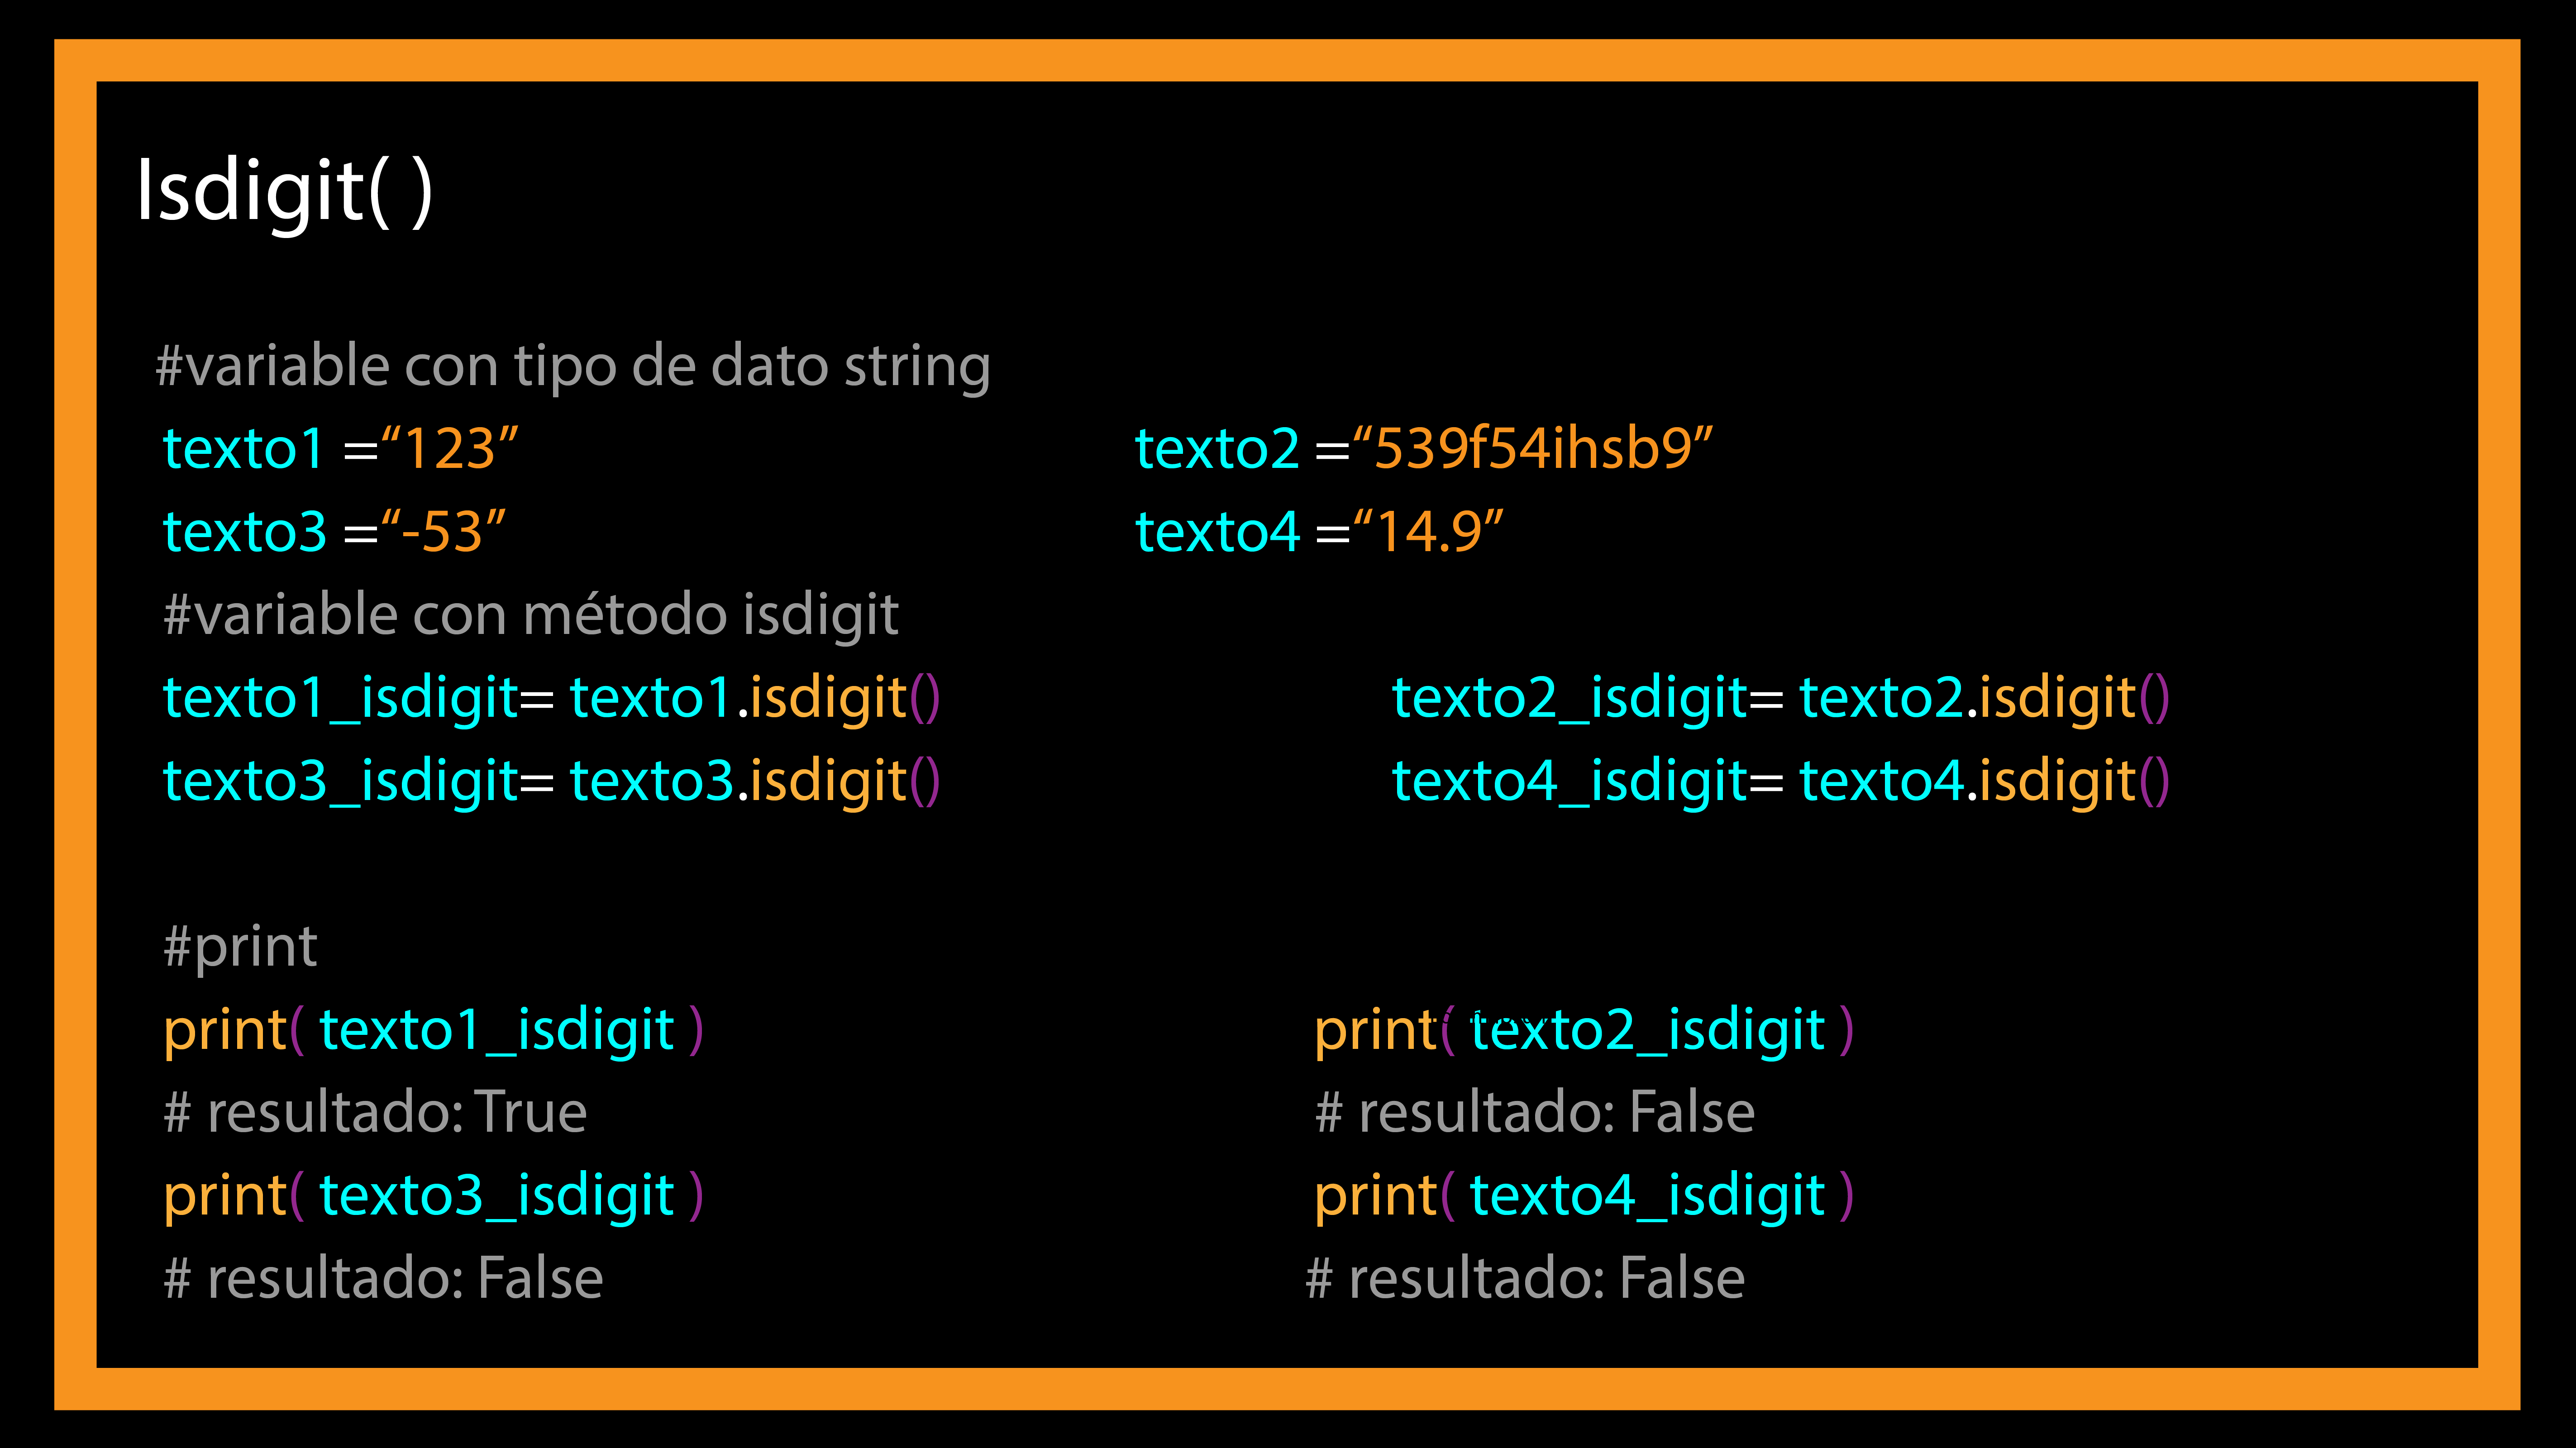 Isdigit( )
#variable con tipo de dato string
texto1 =“123” texto2 =“539f54ihsb9”
texto3 =“-53” texto4 =“14.9”
#variable con método isdigit
texto1_isdigit= texto1.isdigit() texto2_isdigit= texto2.isdigit()
texto3_isdigit= texto3.isdigit() texto4_isdigit= texto4.isdigit()
#print
print( texto1_isdigit ) print( texto2_isdigit )
# resultado: True # resultado: False
print( texto3_isdigit ) print( texto4_isdigit )
# resultado: False # resultado: False